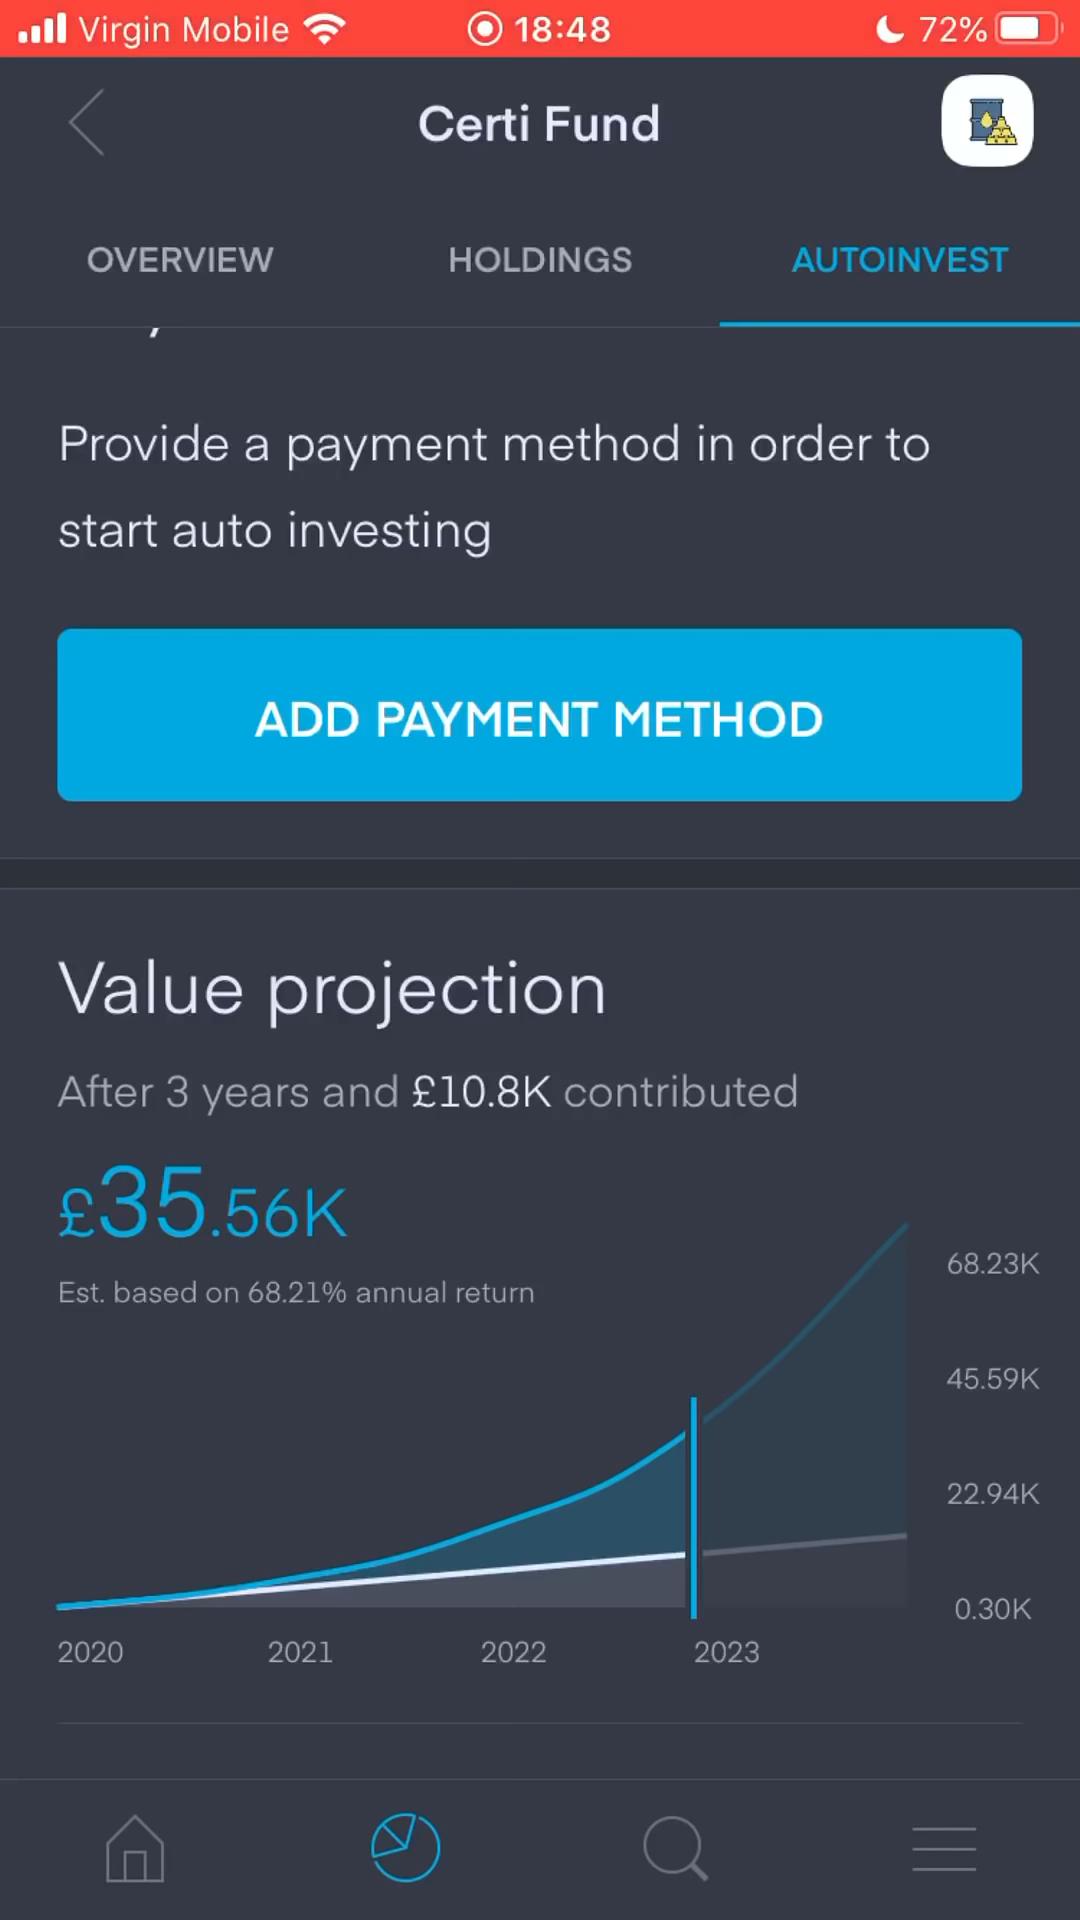 Virgin Mobile 18:48 72%
Certi Fund
OVERVIEW HOLDINGS AUTOINVEST
Provide a payment method in order to
start auto investing
ADD PAYMENT METHOD
Value projection
After 3 years and £10.8K contributed
£35.56K
Est. based on 68.21% annual return
68.23K
45.59K
22.94K
0.30K
2020 2021 2022 2023